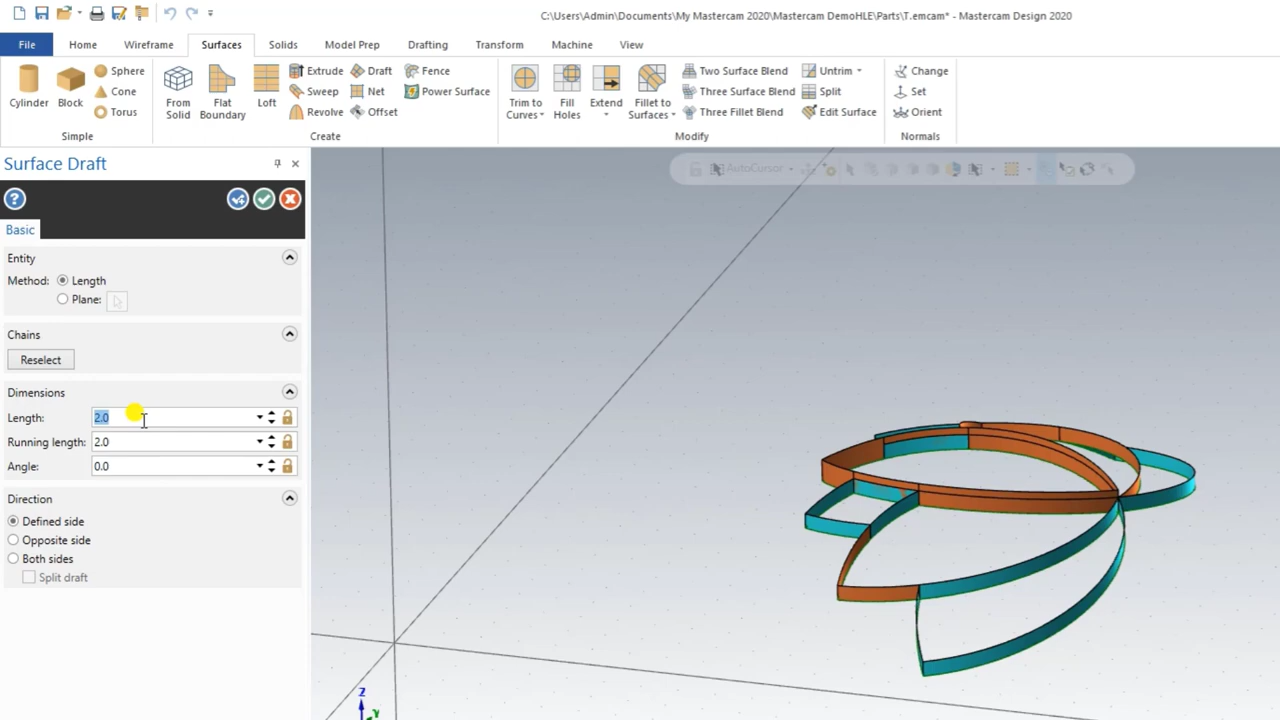 C:\Users\Admin\Documents\My Mastercam 2020\Mastercam DemoHLE\Parts\T.emcam* - Mastercam Design 2020
File Home Wireframe Surfaces Solids Model Prep Drafting Transform Machine View
Cylinder
Block
Sphere
Cone
Torus
Simple
From Solid
Flat Boundary
Loft
Extrude
Sweep
Revolve
Draft
Net
Offset
Fence
Power Surface
Create
Trim to Curves
Fill Holes
Extend
Fillet to Surfaces
Two Surface Blend
Three Surface Blend
Three Fillet Blend
Untrim
Split
Edit Surface
Modify
Change
Set
Orient
Normals
Surface Draft
AutoCursor
Basic
Entity
Method: Length
Plane:
Chains
Reselect
Dimensions
Length: 2.0
Running length: 2.0
Angle: 0.0
Direction
Defined side
Opposite side
Both sides
Split draft
Z
Y